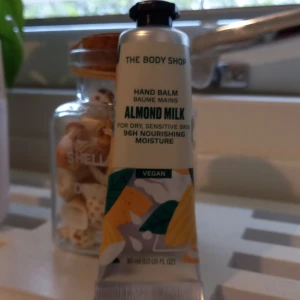 THE BODY SHOP
HAND BALM
BAUME MAINS
ALMOND MILK
FOR DRY, SENSITIVE SKIN
96H NOURISHING
MOISTURE
VEGAN
SHELL